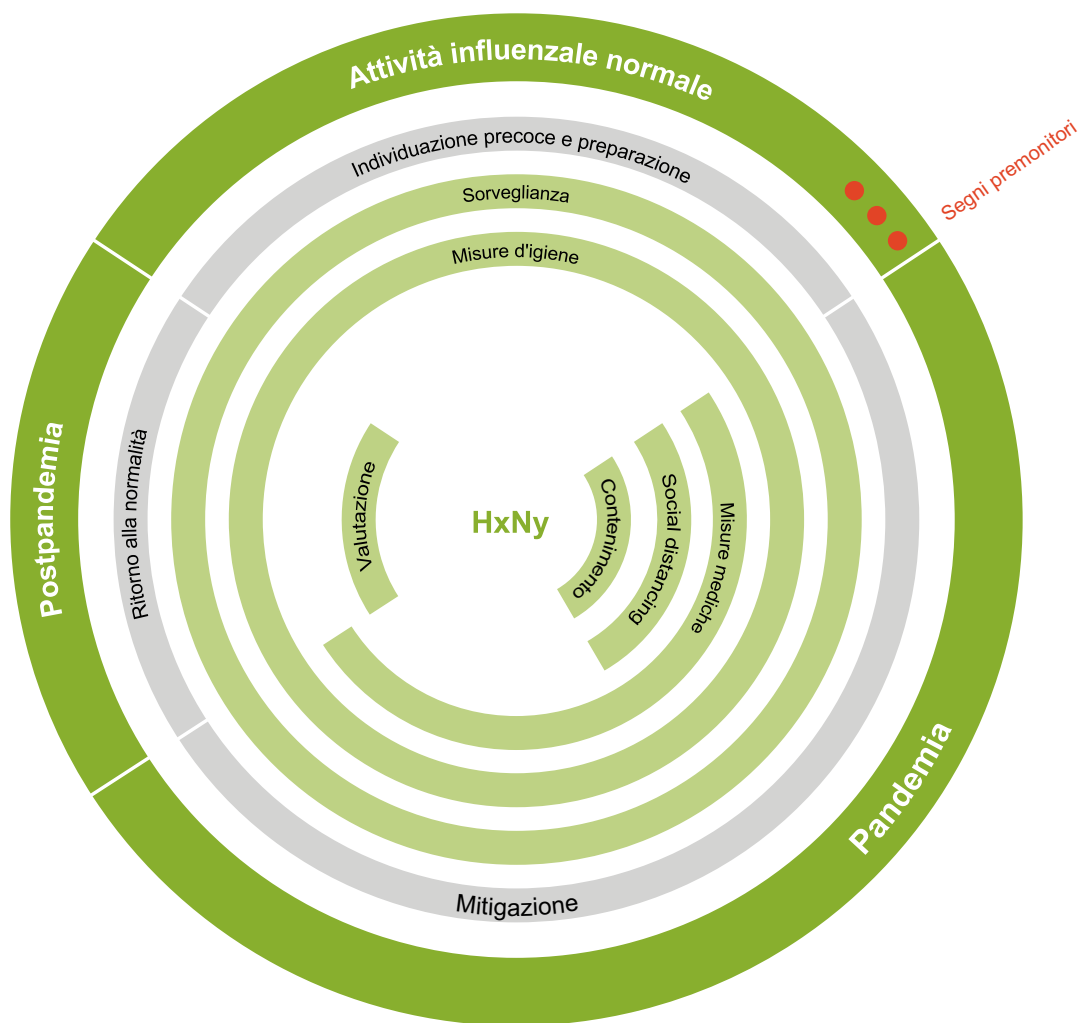 Attività influenzale normale
Segni premonitori
Individuazione precoce e preparazione
Sorveglianza
Misure d'igiene
Postpandemia
Ritorno alla normalità
Valutazione
HxNy
Contenimento
Social distancing
Misure mediche
Pandemia
Mitigazione